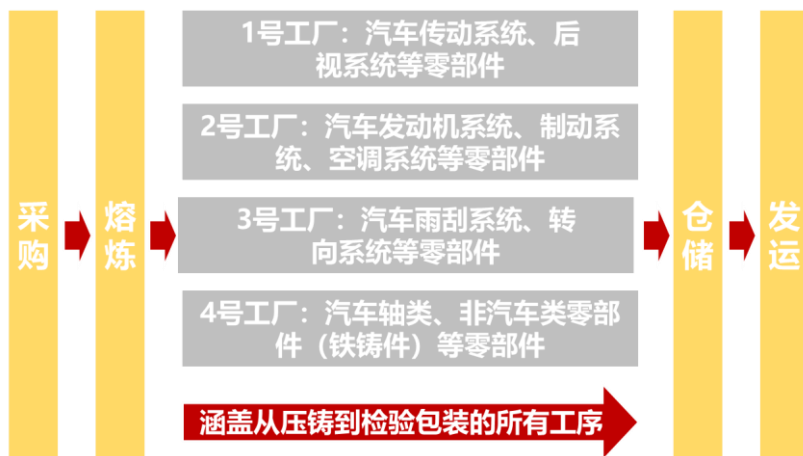 采购
熔炼
1号工厂：汽车传动系统、后
视系统等零部件
2号工厂：汽车发动机系统、制动系
统、空调系统等零部件
3号工厂：汽车雨刮系统、转
向系统等零部件
4号工厂：汽车轴类、非汽车类零部
件（铁铸件）等零部件
涵盖从压铸到检验包装的所有工序
仓储
发运